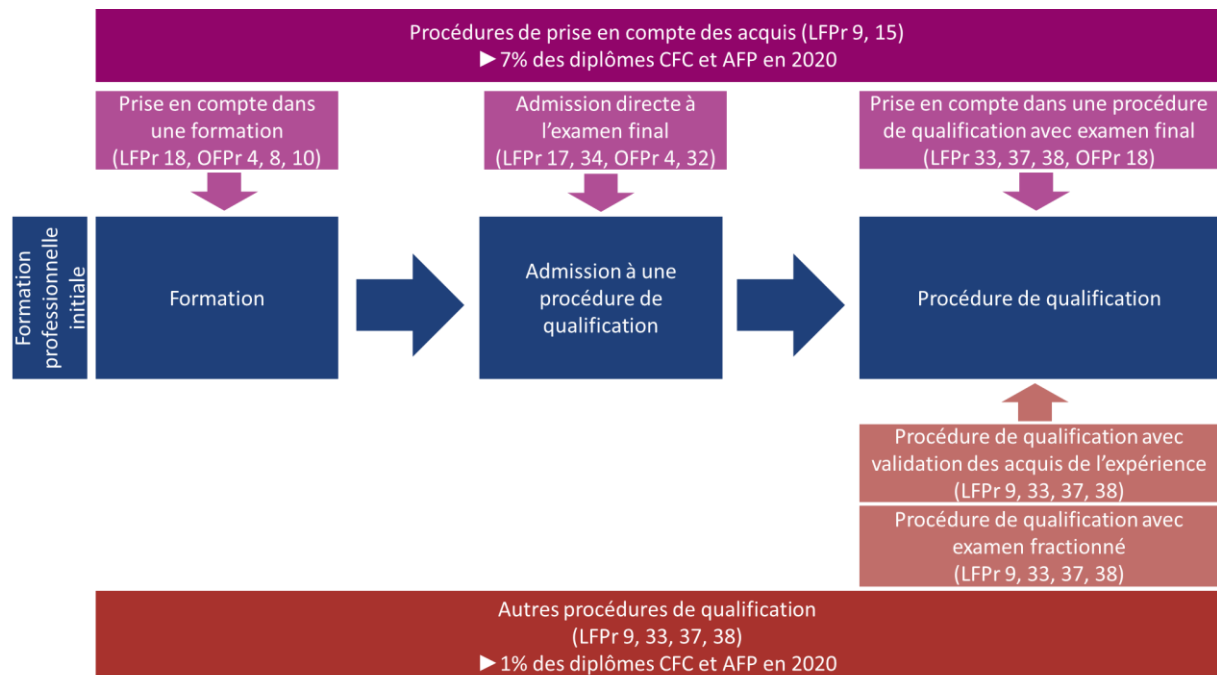 Procédures de prise en compte des acquis (LFPr 9, 15)
►7% des diplômes CFC et AFP en 2020
Prise en compte dans
une formation
(LFPr 18, OFPr 4, 8, 10)
Admission directe à
l’examen final
(LFPr 17, 34, OFPr 4, 32)
Prise en compte dans une procédure
de qualification avec examen final
(LFPr 33, 37, 38, OFPr 18)
Formation
professionnelle
initiale
Formation
Admission à une
procédure de
qualification
Procédure de qualification
Procédure de qualification avec
validation des acquis de l’expérience
(LFPr 9, 33, 37, 38)
Procédure de qualification avec
examen fractionné
(LFPr 9, 33, 37, 38)
Autres procédures de qualification
(LFPr 9, 33, 37, 38)
►1% des diplômes CFC et AFP en 2020